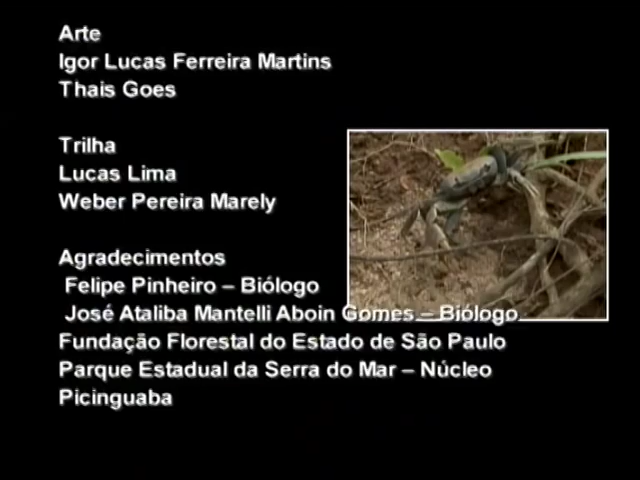 Arte
Igor Lucas Ferreira Martins
Thais Goes
Trilha
Lucas Lima
Weber Pereira Marely
Agradecimentos
Felipe Pinheiro – Biólogo
José Ataliba Mantelli Aboin Gomes – Biólogo
Fundação Florestal do Estado de São Paulo
Parque Estadual da Serra do Mar – Núcleo
Picinguaba